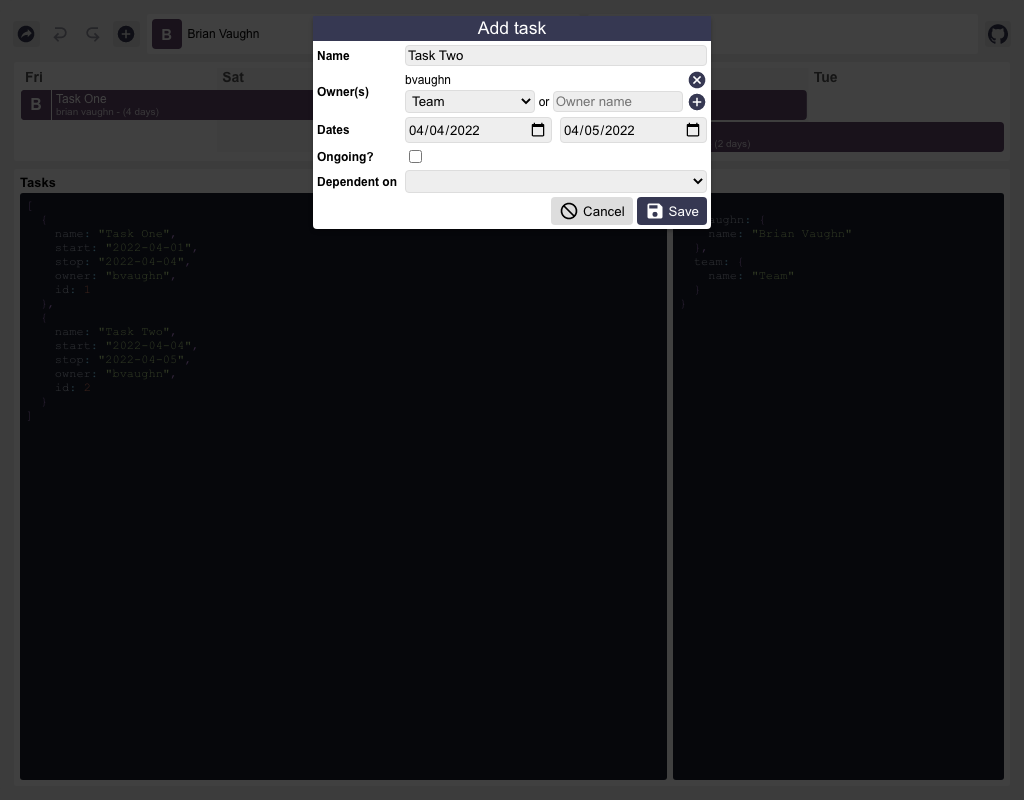 Add task
B Brian Vaughn
Name Task Two
Owner(s) bvaughn
Team or Owner name
Dates 04/04/2022 04/05/2022
Ongoing?
Dependent on
Cancel Save
Fri Sat Tue
B Task One
brian vaughn - (4 days)
(2 days)
Tasks
[
{
name: "Task One",
start: "2022-04-01",
stop: "2022-04-04",
owner: "bvaughn",
id: 1
},
{
name: "Task Two",
start: "2022-04-04",
stop: "2022-04-05",
owner: "bvaughn",
id: 2
}
]
ughn: {
name: "Brian Vaughn"
},
team: {
name: "Team"
}
}